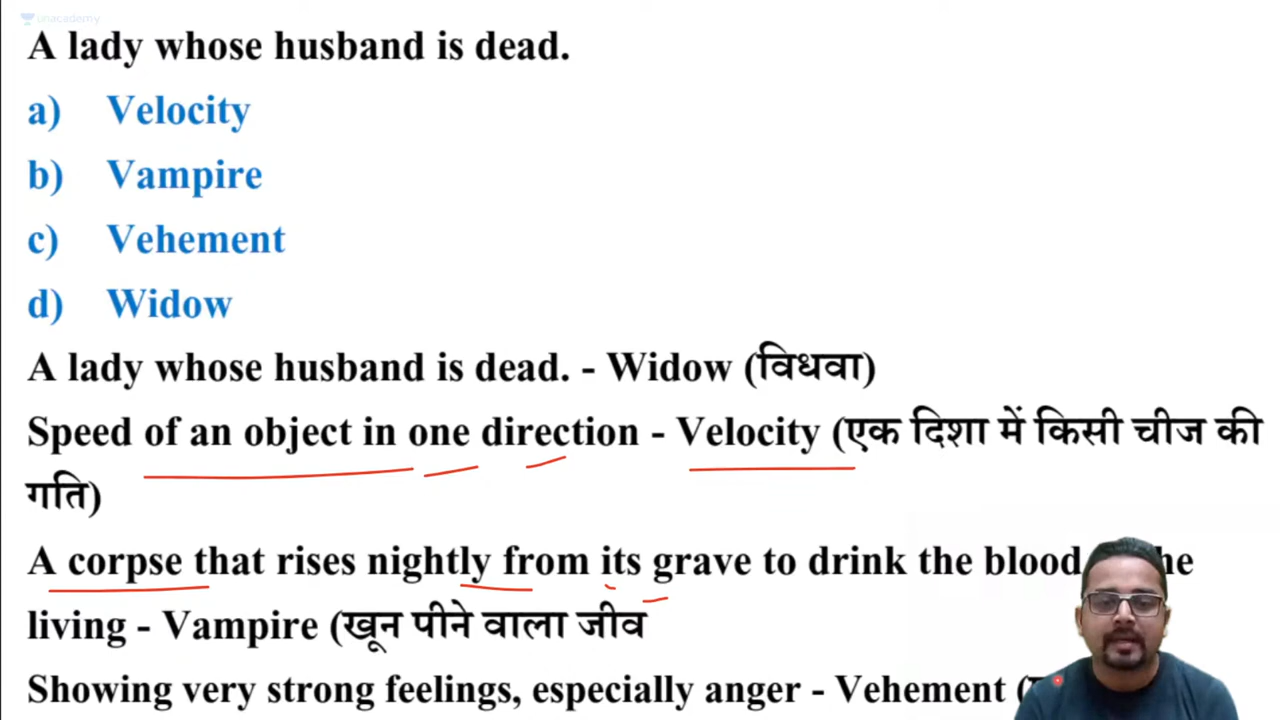 unacademy
A lady whose husband is dead.
a) Velocity
b) Vampire
c) Vehement
d) Widow
A lady whose husband is dead. - Widow (विधवा)
Speed of an object in one direction - Velocity (एक दिशा में किसी चीज की
गति)
A corpse that rises nightly from its grave to drink the blood
living - Vampire (खून पीने वाला जीव
Showing very strong feelings, especially anger - Vehement (